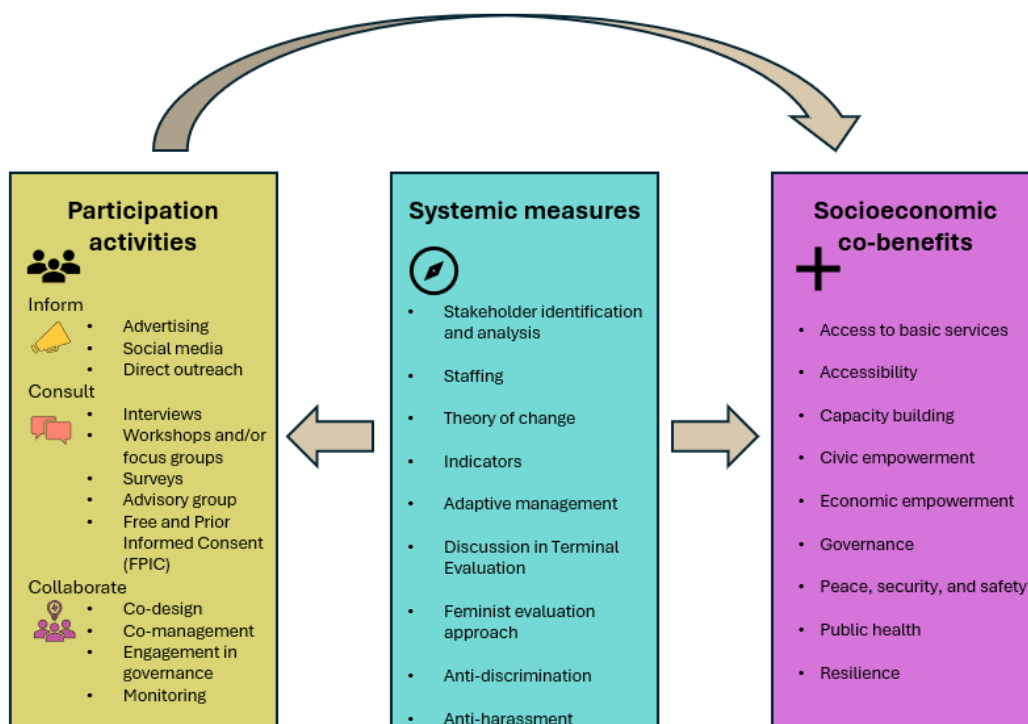 Participation
activities
Inform
• Advertising
• Social media
• Direct outreach
Consult
• Interviews
• Workshops and/or
focus groups
• Surveys
• Advisory group
• Free and Prior
Informed Consent
(FPIC)
Collaborate
• Co-design
• Co-management
• Engagement in
governance
• Monitoring
Systemic measures
• Stakeholder identification
and analysis
• Staffing
• Theory of change
• Indicators
• Adaptive management
• Discussion in Terminal
Evaluation
• Feminist evaluation
approach
• Anti-discrimination
• Anti-harassment
Socioeconomic
co-benefits
• Access to basic services
• Accessibility
• Capacity building
• Civic empowerment
• Economic empowerment
• Governance
• Peace, security, and safety
• Public health
• Resilience